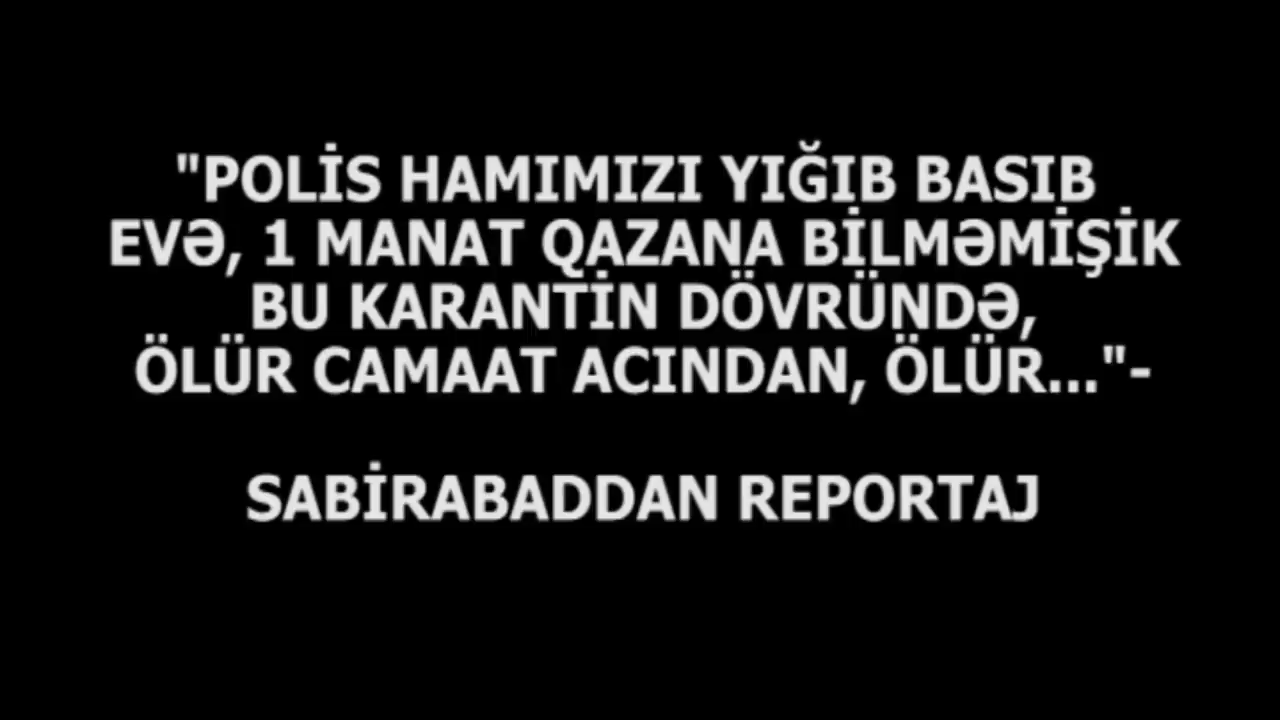 "POLİS HAMIMIZI YIĞIB BASIB
EVƏ, 1 MANAT QAZANA BİLMƏMİŞİK
BU KARANTİN DÖVRÜNDƏ,
ÖLÜR CAMAAT ACINDAN, ÖLÜR..."-
SABİRABADDAN REPORTAJ